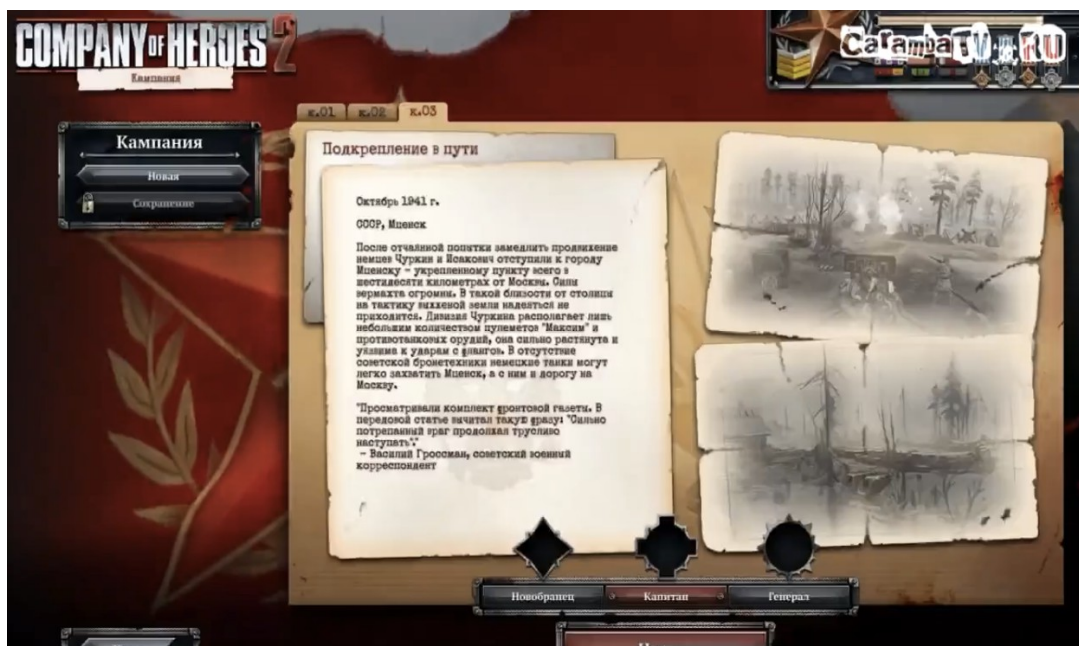 COMPANY OF HEROES 2
Кампания
CarambaTV.RU
к.01 к.02 к.03
Кампания
Новая
Сохранение
Подкрепление в пути
Октябрь 1941 г.
СССР, Мценск
После отчаянной попытки замедлить продвижение
немцев Чуркин и Исакович отступили к городу
Мценску - укрепленному пункту всего в
шестидесяти километрах от Москвы. Силы
вермахта огромны. В такой близости от столицы
на тактику выжженой земли надеяться не
приходится. Дивизия Чуркина располагает лишь
небольшим количеством пулеметов "Максим" и
противотанковых орудий, она сильно растянута и
уязвима к ударам с флангов. В отсутствие
советской бронетехники немецкие танки могут
легко захватить Мценск, а с ним и дорогу на
Москву.
"Просматривали комплект фронтовой газеты. В
передовой статье вычитал такую фразу: "Сильно
потрепанный враг продолжал трусливо
наступать"."
- Василий Гроссман, советский военный
корреспондент
Новобранец Капитан Генерал